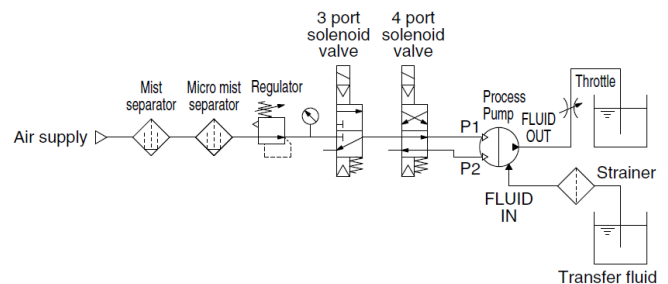 3 port
solenoid
valve
4 port
solenoid
valve
Mist
separator
Micro mist
separator
Regulator
Process
Pump
Throttle
Air supply
P1
P2
FLUID
OUT
FLUID
IN
Strainer
Transfer fluid